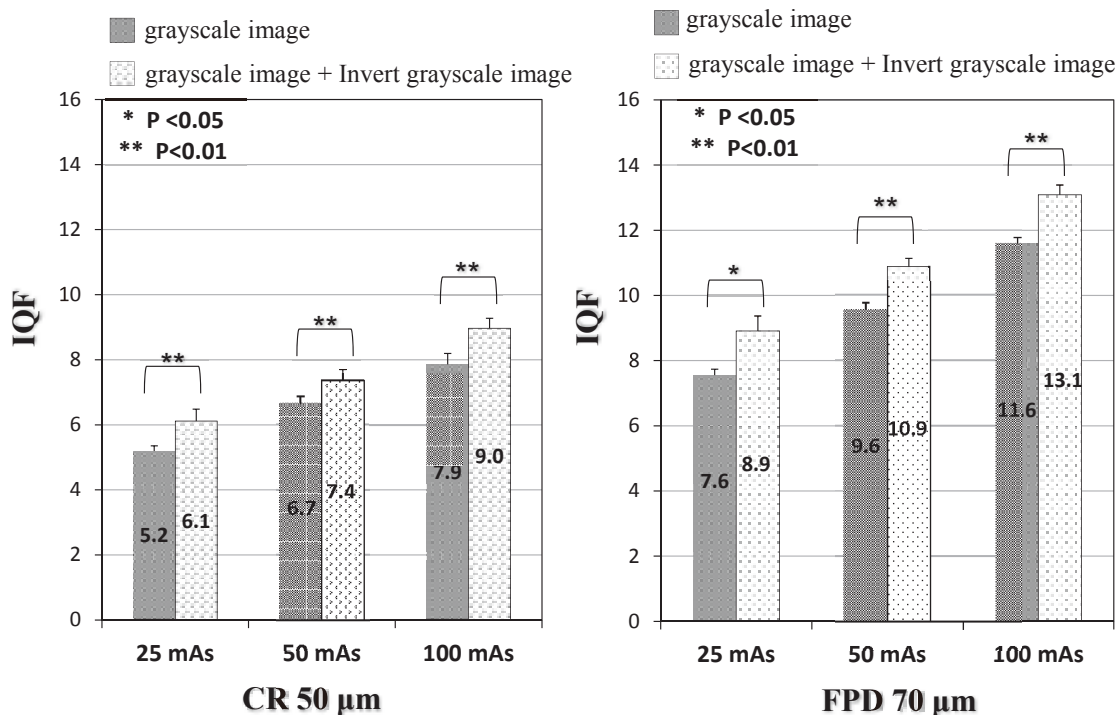 grayscale image
grayscale image + Invert grayscale image
16
14
12
10
8
6
4
2
0
IQF
* P <0.05
** P<0.01
**
**
**
5.2
6.1
6.7
7.4
7.9
9.0
25 mAs
50 mAs
100 mAs
CR 50 μm
grayscale image
grayscale image + Invert grayscale image
16
14
12
10
8
6
4
2
0
IQF
* P <0.05
** P<0.01
*
**
**
7.6
8.9
9.6
10.9
11.6
13.1
25 mAs
50 mAs
100 mAs
FPD 70 μm